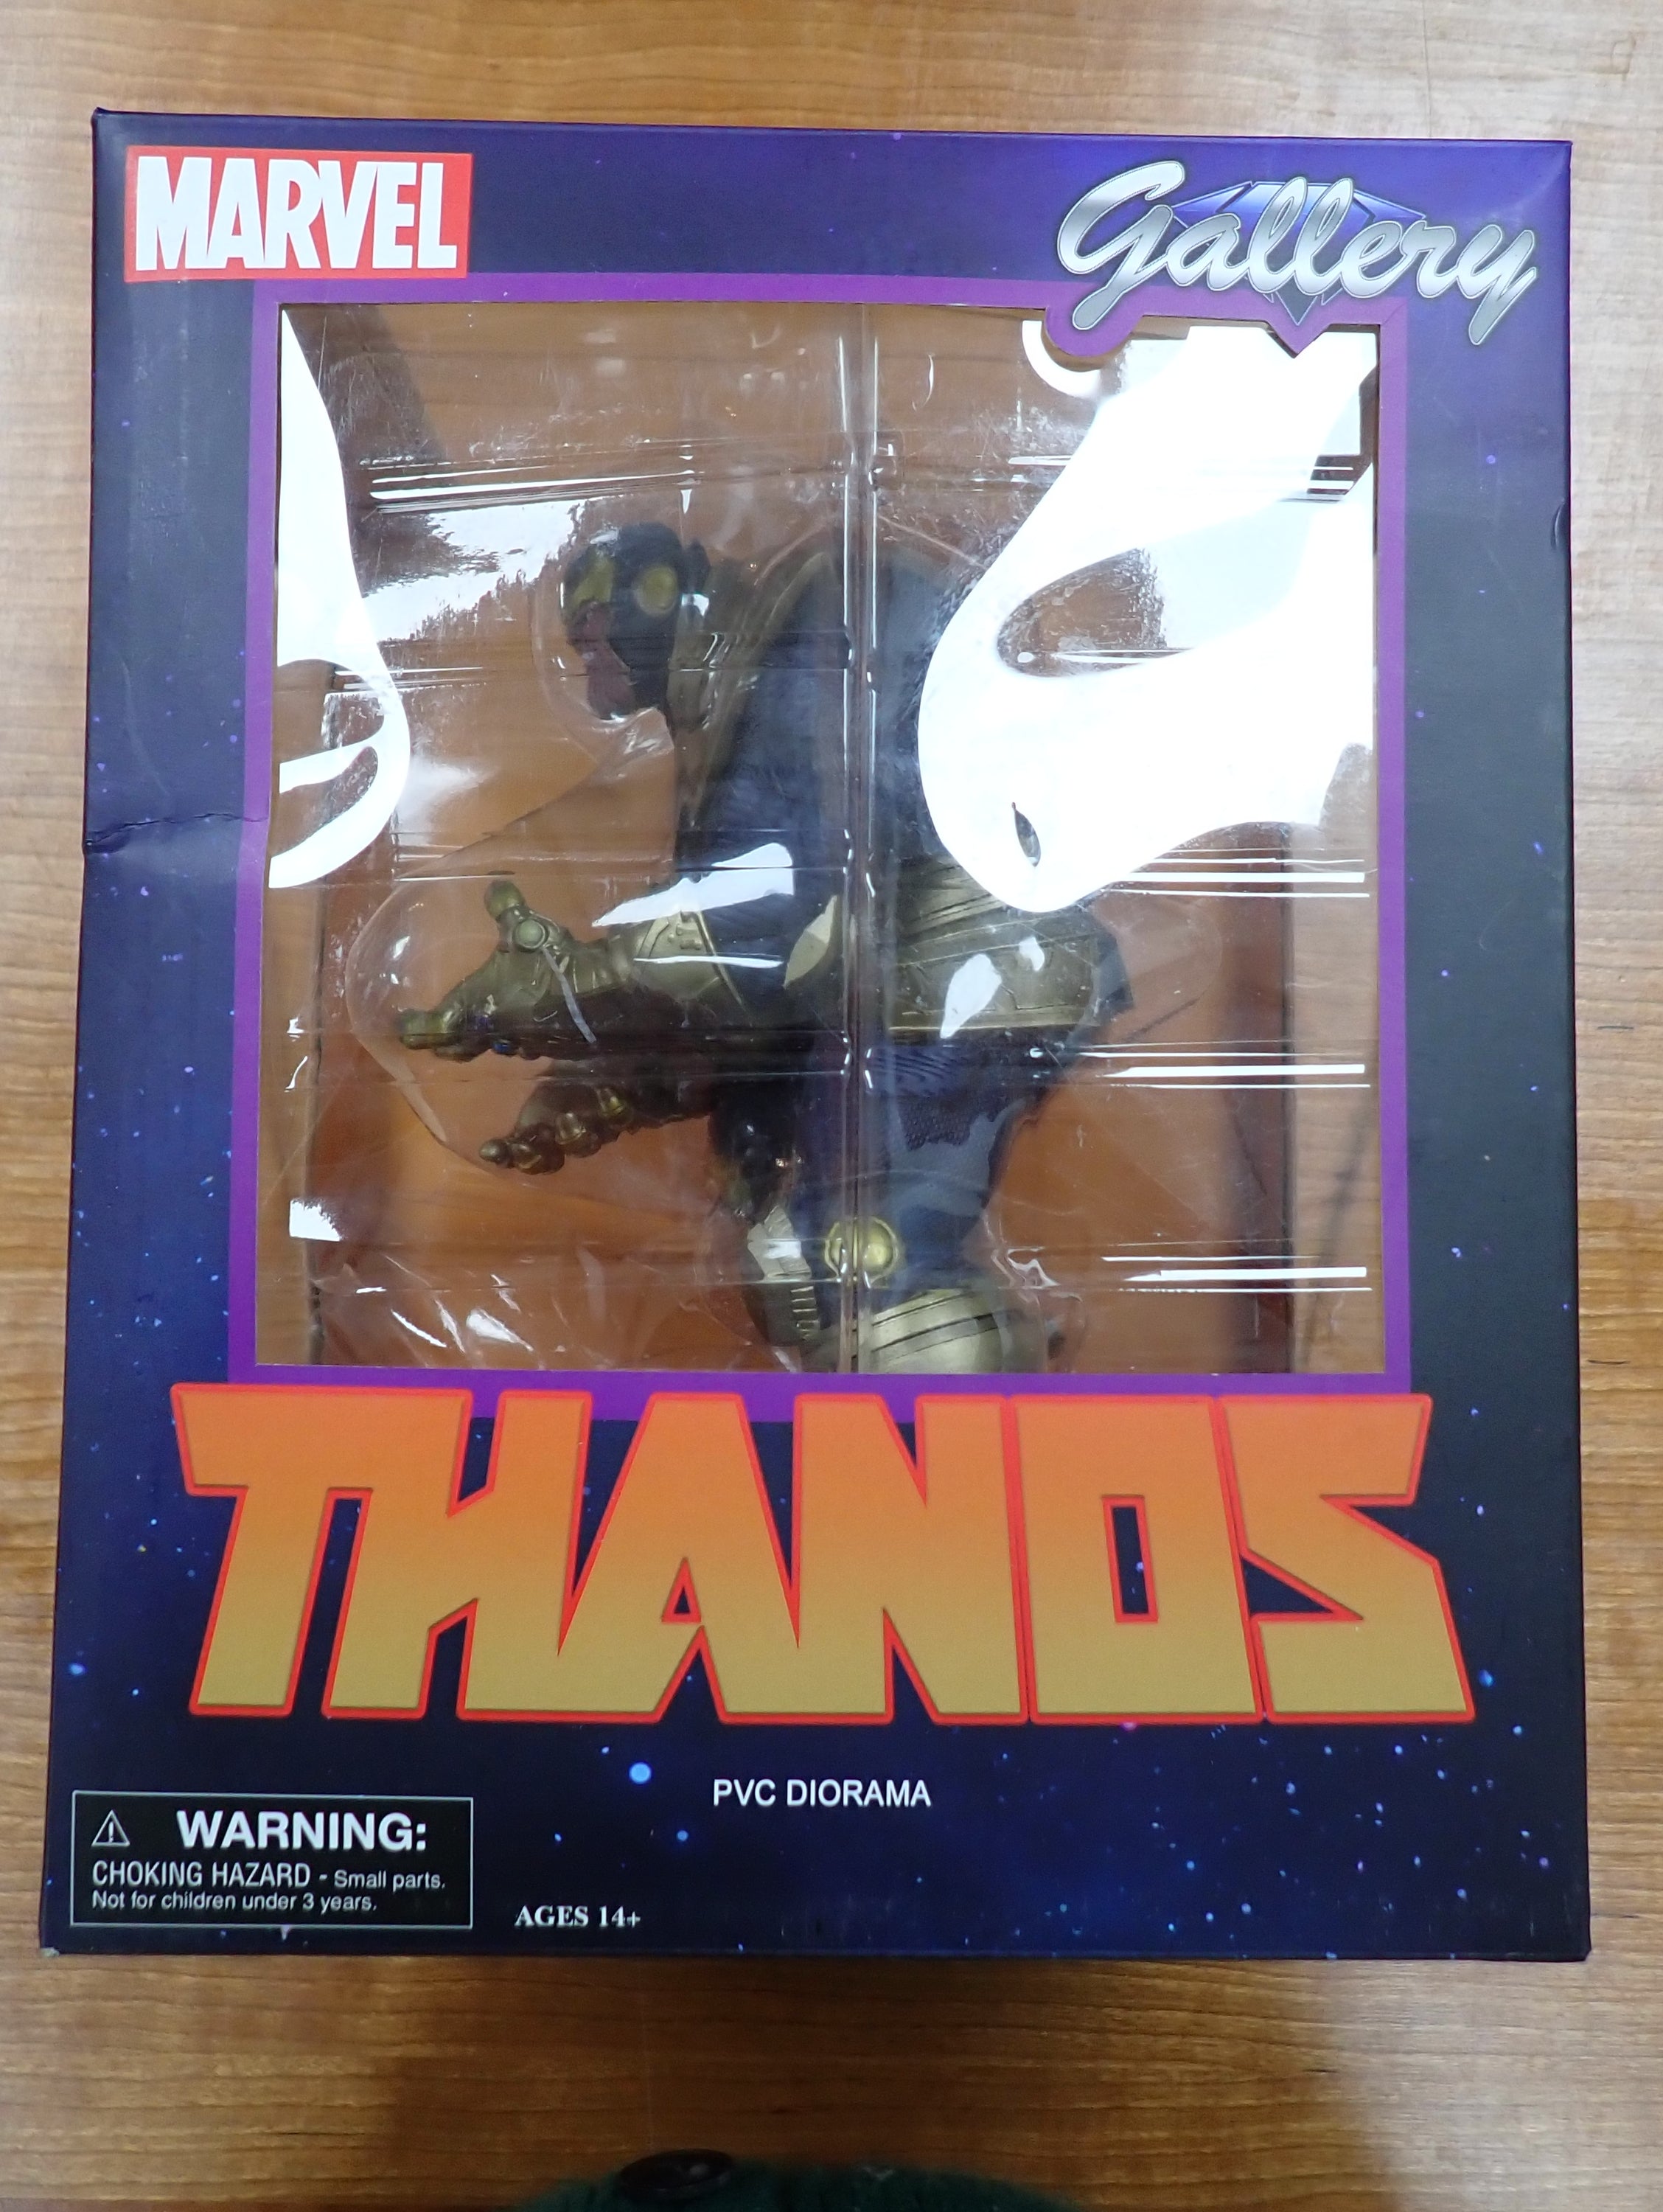 MARVEL
Gallery
THANOS
PVC DIORAMA
WARNING:
CHOKING HAZARD - Small parts.
Not for children under 3 years.
AGES 14+